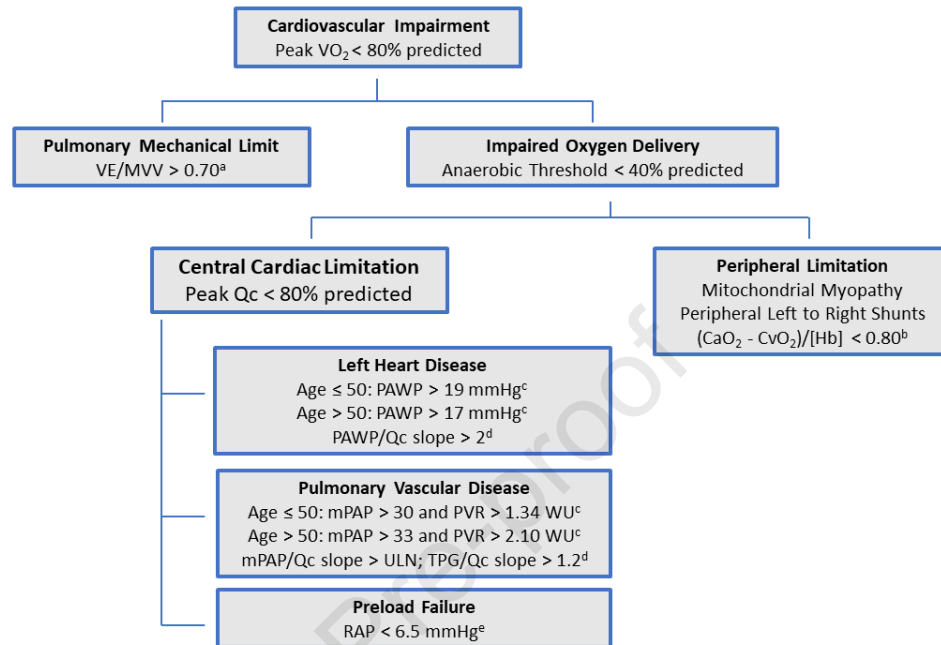 Cardiovascular Impairment
Peak VO₂ < 80% predicted
Pulmonary Mechanical Limit
VE/MVV > 0.70ᵃ
Impaired Oxygen Delivery
Anaerobic Threshold < 40% predicted
Central Cardiac Limitation
Peak Qc < 80% predicted
Peripheral Limitation
Mitochondrial Myopathy
Peripheral Left to Right Shunts
(CaO₂ - CvO₂)/[Hb] < 0.80ᵇ
Left Heart Disease
Age ≤ 50: PAWP > 19 mmHgᶜ
Age > 50: PAWP > 17 mmHgᶜ
PAWP/Qc slope > 2ᵈ
Pulmonary Vascular Disease
Age ≤ 50: mPAP > 30 and PVR > 1.34 WUᶜ
Age > 50: mPAP > 33 and PVR > 2.10 WUᶜ
mPAP/Qc slope > ULN; TPG/Qc slope > 1.2ᵈ
Preload Failure
RAP < 6.5 mmHgᵉ
Pre-proof